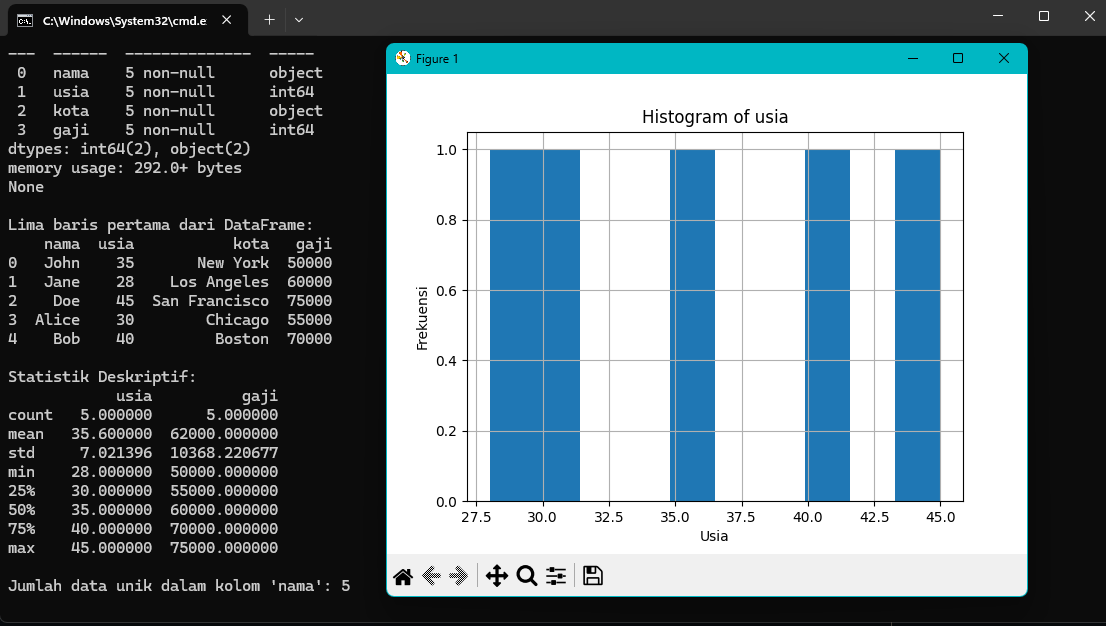 C:\Windows\System32\cmd.e
---  ------  --------------  -----
 0   nama    5 non-null      object
 1   usia    5 non-null      int64
 2   kota    5 non-null      object
 3   gaji    5 non-null      int64
dtypes: int64(2), object(2)
memory usage: 292.0+ bytes
None
Lima baris pertama dari DataFrame:
    nama  usia           kota   gaji
0   John    35       New York  50000
1   Jane    28    Los Angeles  60000
2    Doe    45  San Francisco  75000
3  Alice    30        Chicago  55000
4    Bob    40         Boston  70000
Statistik Deskriptif:
            usia          gaji
count   5.000000      5.000000
mean   35.600000  62000.000000
std     7.021396  10368.220677
min    28.000000  50000.000000
25%    30.000000  55000.000000
50%    35.000000  60000.000000
75%    40.000000  70000.000000
max    45.000000  75000.000000
Jumlah data unik dalam kolom 'nama': 5
Figure 1
Histogram of usia
1.0
0.8
0.6
0.4
0.2
0.0
Frekuensi
27.5 30.0 32.5 35.0 37.5 40.0 42.5 45.0
Usia